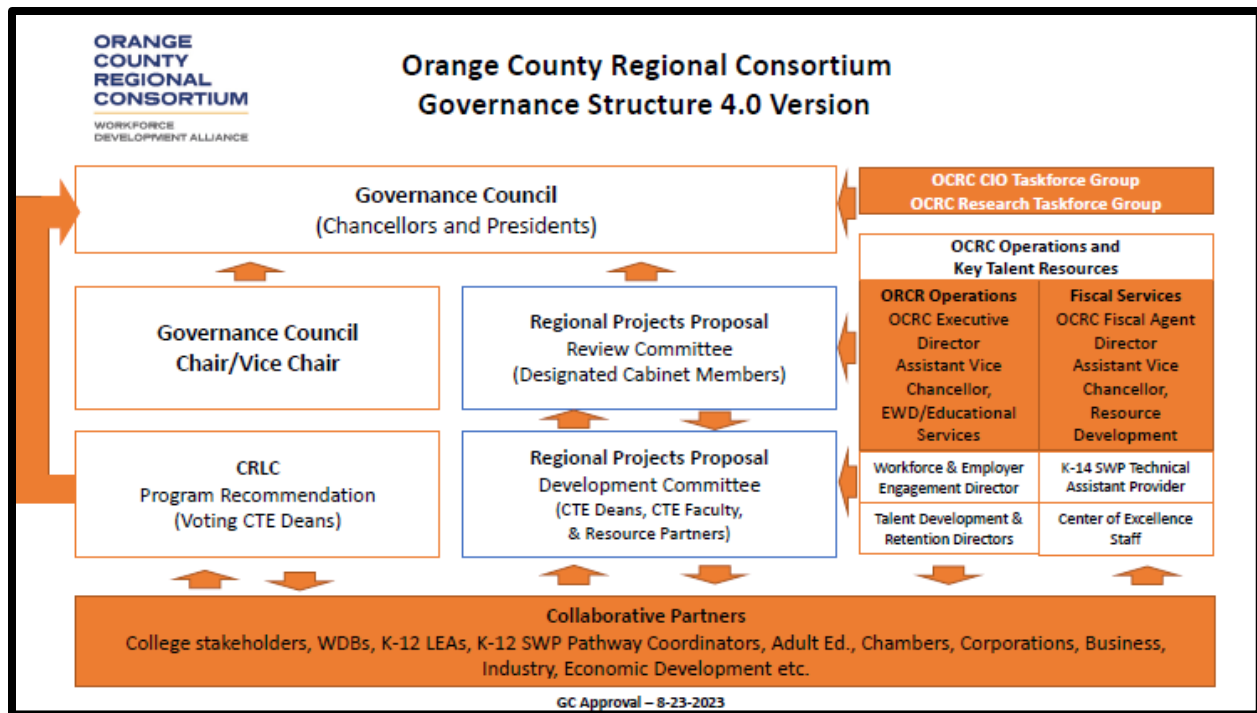 ORANGE
COUNTY
REGIONAL
CONSORTIUM
WORKFORCE
DEVELOPMENT ALLIANCE
Orange County Regional Consortium
Governance Structure 4.0 Version
Governance Council
(Chancellors and Presidents)
OCRC CIO Taskforce Group
OCRC Research Taskforce Group
Governance Council
Chair/Vice Chair
Regional Projects Proposal
Review Committee
(Designated Cabinet Members)
OCRC Operations and
Key Talent Resources
ORCR Operations
OCRC Executive
Director
Assistant Vice
Chancellor,
EWD/Educational
Services
Fiscal Services
OCRC Fiscal Agent
Director
Assistant Vice
Chancellor,
Resource
Development
CRLC
Program Recommendation
(Voting CTE Deans)
Regional Projects Proposal
Development Committee
(CTE Deans, CTE Faculty,
& Resource Partners)
Workforce & Employer
Engagement Director
K-14 SWP Technical
Assistant Provider
Talent Development &
Retention Directors
Center of Excellence
Staff
Collaborative Partners
College stakeholders, WDBs, K-12 LEAs, K-12 SWP Pathway Coordinators, Adult Ed., Chambers, Corporations, Business,
Industry, Economic Development etc.
GC Approval – 8-23-2023